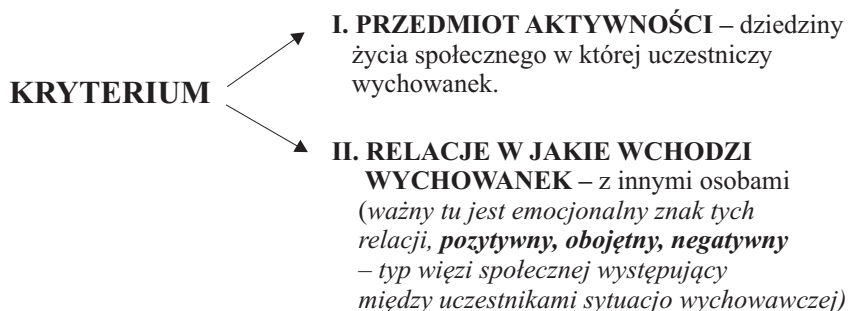 I. PRZEDMIOT AKTYWNOŚCI – dziedziny
życia społecznego w której uczestniczy
wychowanek.
KRYTERIUM
II. RELACJE W JAKIE WCHODZI
WYCHOWANEK – z innymi osobami
(ważny tu jest emocjonalny znak tych
relacji, pozytywny, obojętny, negatywny
– typ więzi społecznej występujący
między uczestnikami sytuacjo wychowawczej)